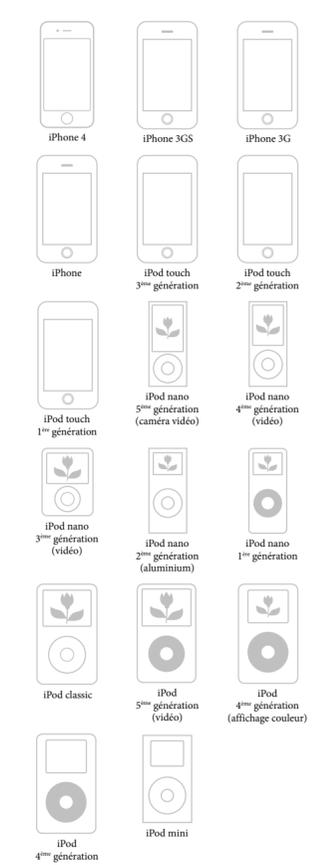 iPhone 4
iPhone 3GS
iPhone 3G
iPhone
iPod touch
3ème génération
iPod touch
2ème génération
iPod touch
1ère génération
iPod nano
5ème génération
(caméra vidéo)
iPod nano
4ème génération
(vidéo)
iPod nano
3ème génération
(vidéo)
iPod nano
2ème génération
(aluminium)
iPod nano
1ère génération
iPod classic
iPod
5ème génération
(vidéo)
iPod
4ème génération
(affichage couleur)
iPod
4ème génération
iPod mini